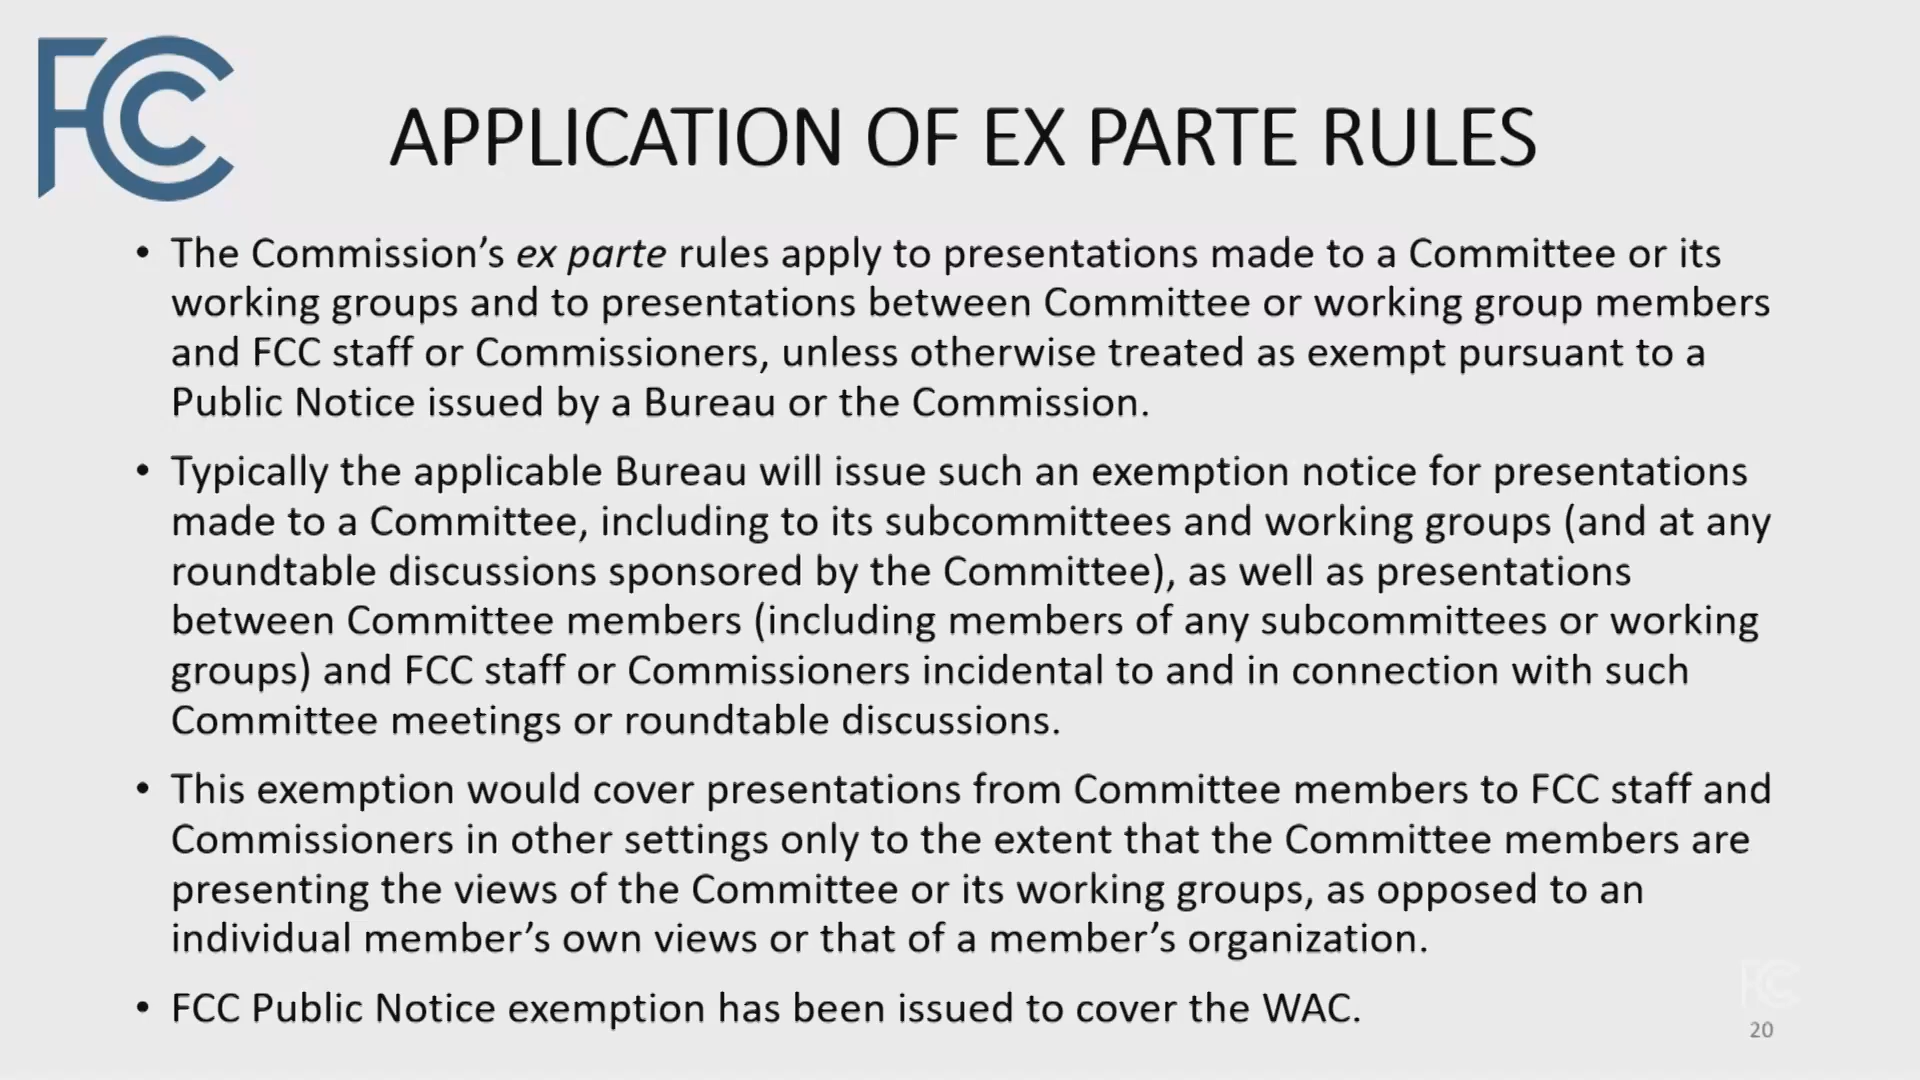 FCC
APPLICATION OF EX PARTE RULES
• The Commission’s ex parte rules apply to presentations made to a Committee or its
working groups and to presentations between Committee or working group members
and FCC staff or Commissioners, unless otherwise treated as exempt pursuant to a
Public Notice issued by a Bureau or the Commission.
• Typically the applicable Bureau will issue such an exemption notice for presentations
made to a Committee, including to its subcommittees and working groups (and at any
roundtable discussions sponsored by the Committee), as well as presentations
between Committee members (including members of any subcommittees or working
groups) and FCC staff or Commissioners incidental to and in connection with such
Committee meetings or roundtable discussions.
• This exemption would cover presentations from Committee members to FCC staff and
Commissioners in other settings only to the extent that the Committee members are
presenting the views of the Committee or its working groups, as opposed to an
individual member’s own views or that of a member’s organization.
• FCC Public Notice exemption has been issued to cover the WAC.
FCC
20